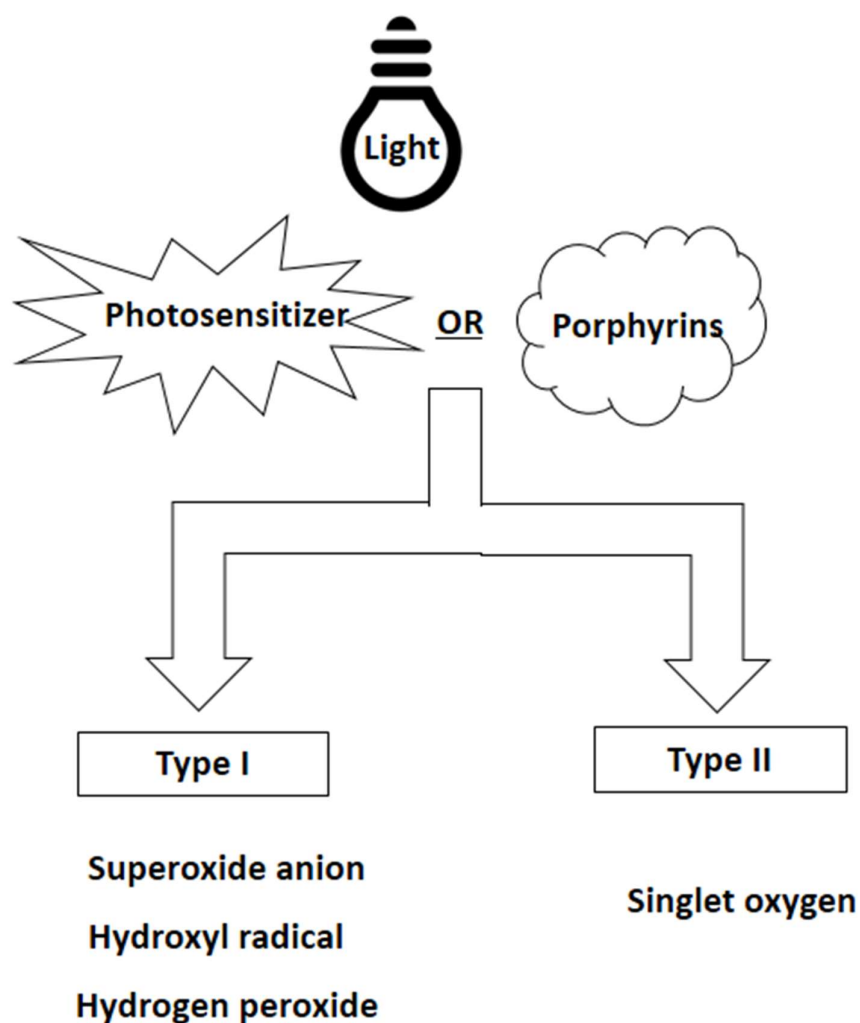 Light
Photosensitizer
OR
Porphyrins
Type I
Type II
Superoxide anion
Hydroxyl radical
Hydrogen peroxide
Singlet oxygen